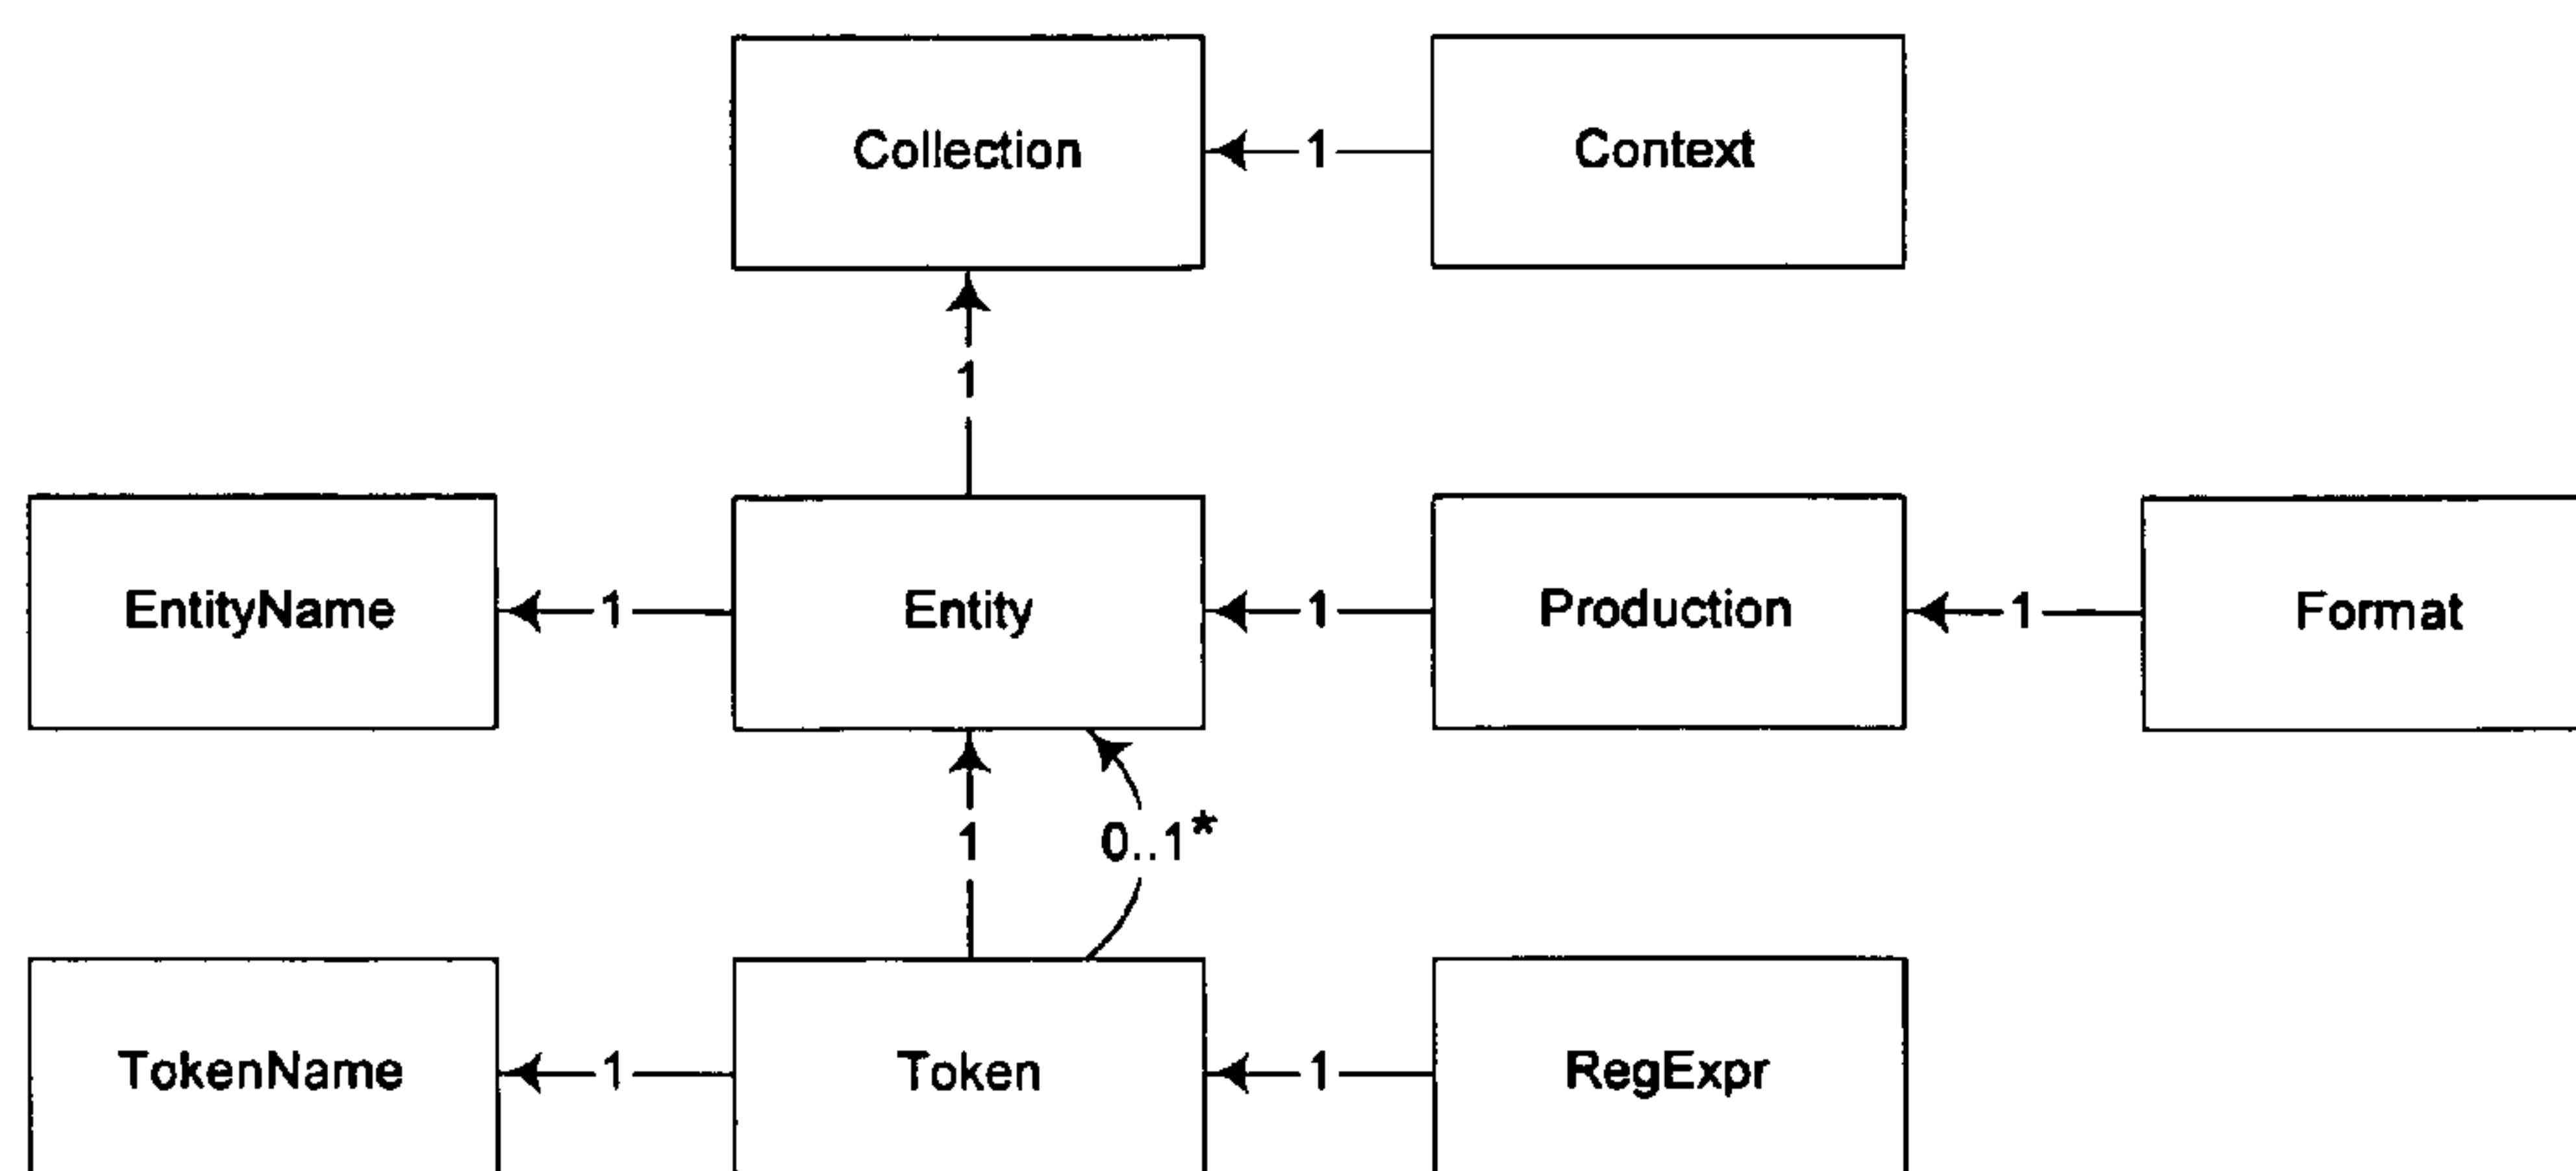 Collection 1 Context
1
EntityName 1 Entity 1 Production 1 Format
1 0..1*
TokenName 1 Token 1 RegExpr